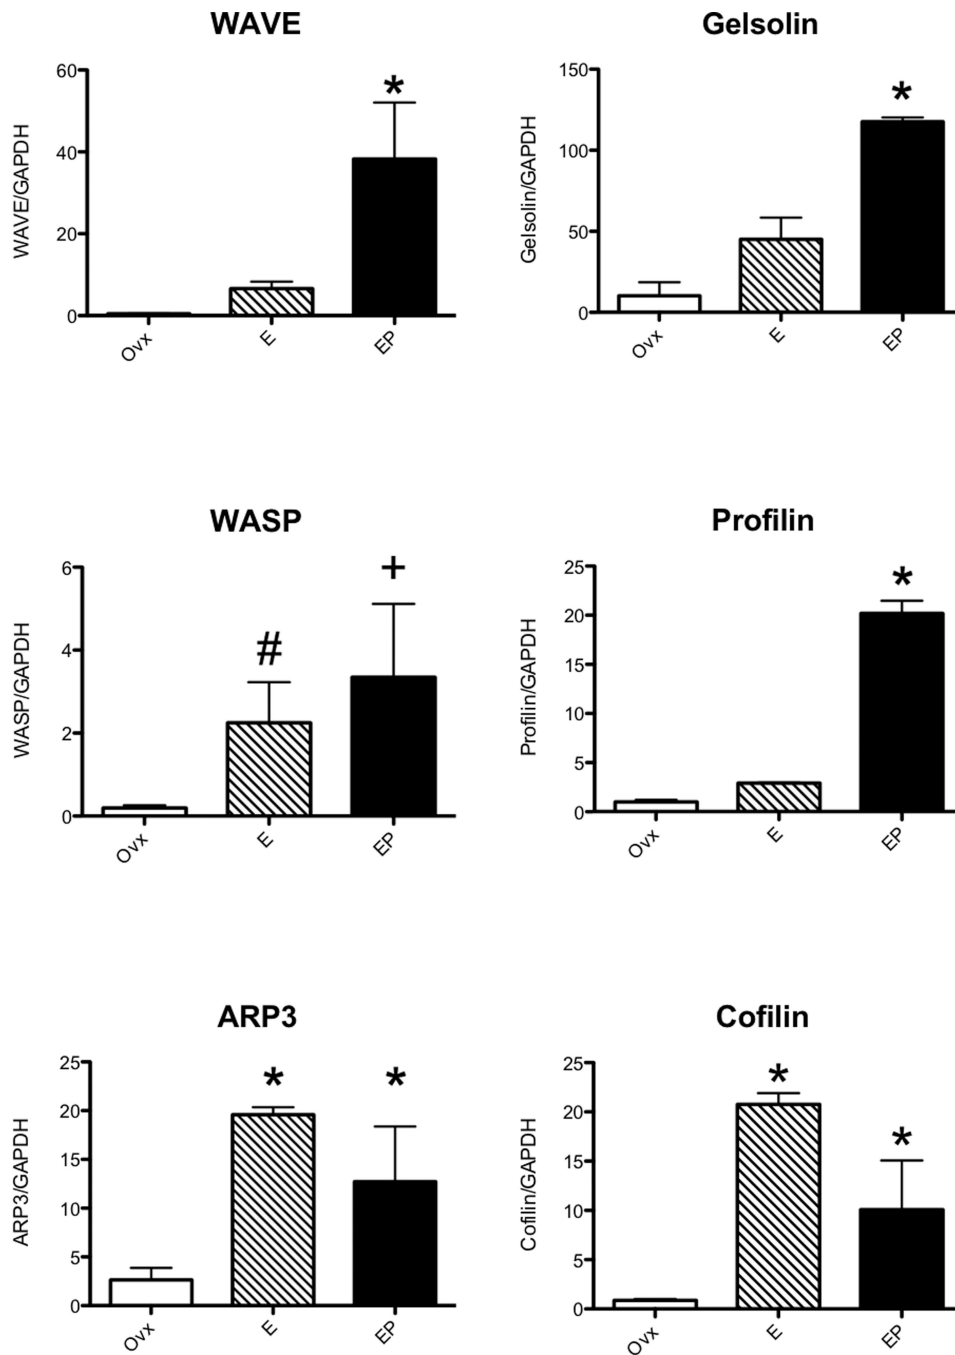 WAVE
WAVE/GAPDH
60
40
20
0
*
Ovx
E
EP
Gelsolin
Gelsolin/GAPDH
150
100
50
0
*
Ovx
E
EP
WASP
WASP/GAPDH
6
4
2
0
#
+
Ovx
E
EP
Profilin
Profilin/GAPDH
25
20
15
10
5
0
*
Ovx
E
EP
ARP3
ARP3/GAPDH
25
20
15
10
5
0
*
*
Ovx
E
EP
Cofilin
Cofilin/GAPDH
25
20
15
10
5
0
*
*
Ovx
E
EP